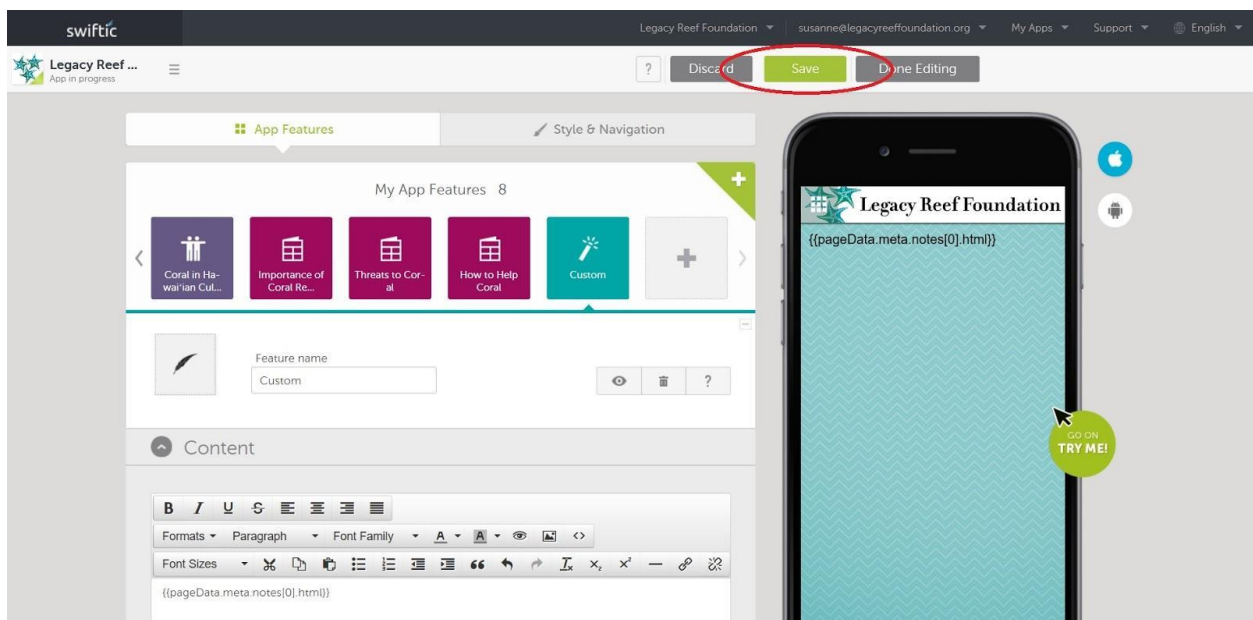 swiftic
Legacy Reef Foundation susanne@legacyreeffoundation.org My Apps Support English
Legacy Reef ...
App in progress
? Discard Save Done Editing
App Features Style & Navigation
My App Features 8
+
Coral in Ha-
wai'ian Cul...
Importance of
Coral Re...
Threats to Cor-
al
How to Help
Coral
Custom
+
Feature name
Custom
?
Content
B I U S
Formats Paragraph Font Family A A <>
Font Sizes Ix x₂ x²
{{pageData.meta.notes[0].html}}
Legacy Reef Foundation
{{pageData.meta.notes[0].html}}
GO ON
TRY ME!